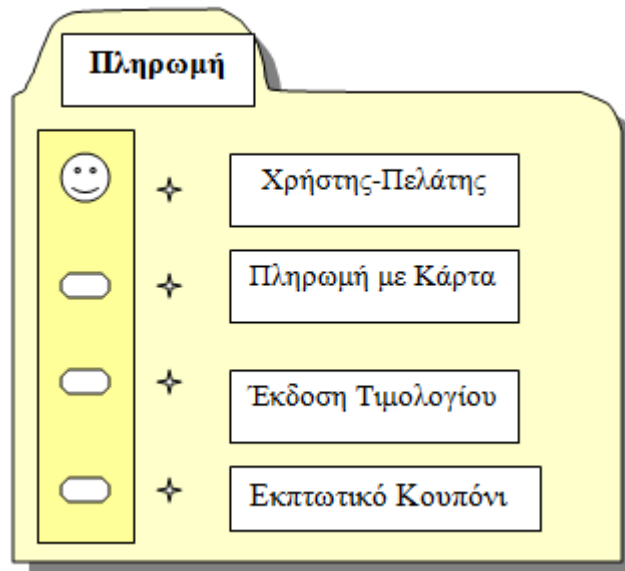 Πληρωμή
Χρήστης-Πελάτης
Πληρωμή με Κάρτα
Έκδοση Τιμολογίου
Εκπτωτικό Κουπόνι